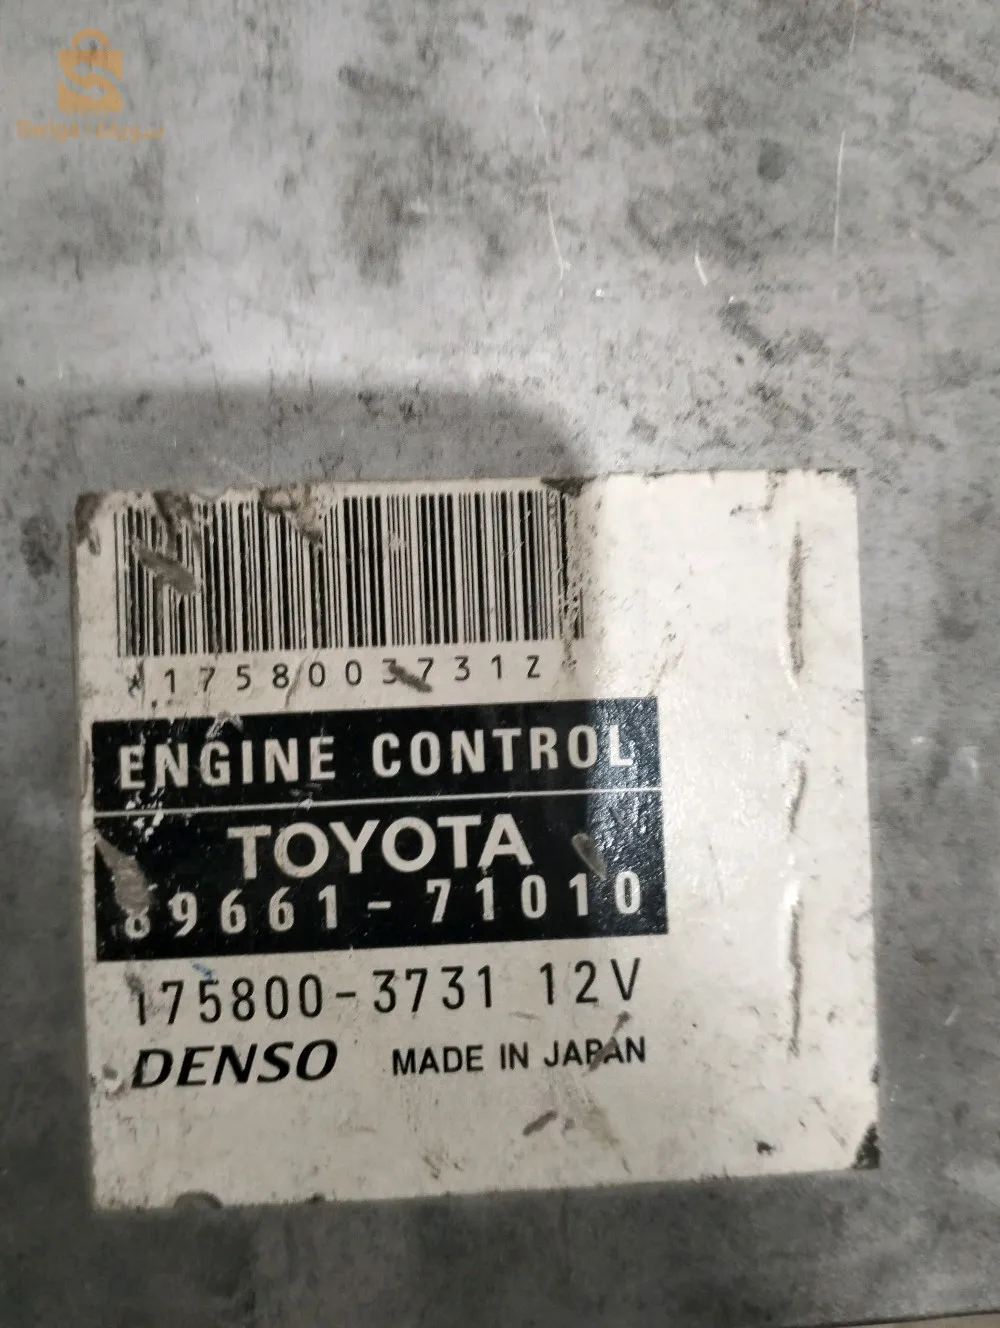 *1758003731Z
ENGINE CONTROL
TOYOTA
89661-71010
175800-3731 12V
DENSO MADE IN JAPAN